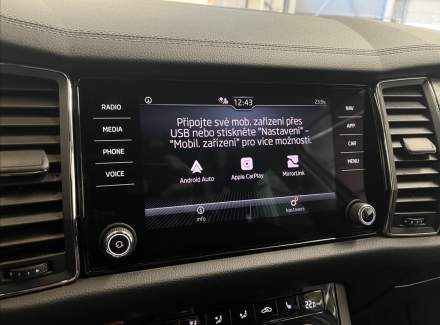 12:43
RADIO
MEDIA
PHONE
VOICE
Připojte své mob. zařízení přes
USB nebo stiskněte "Nastavení" -
"Mobil. zařízení" pro více možností.
Android Auto
Apple CarPlay
MirrorLink
Info
Nastavení
NAV
APP
CAR
MENU